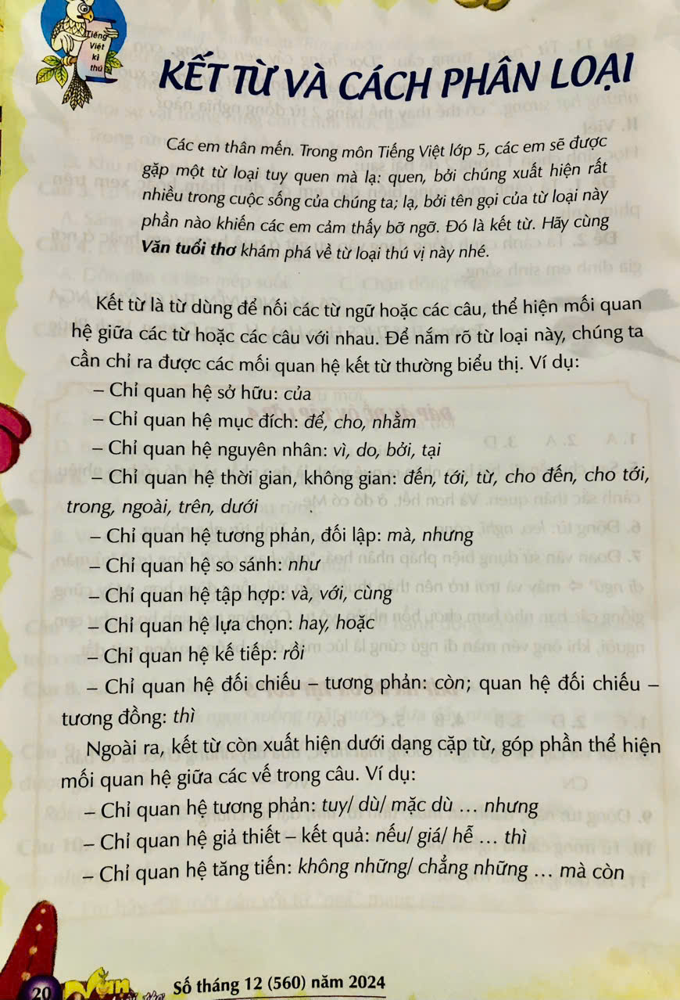 Tiếng
Việt
kì
thú
KẾT TỪ VÀ CÁCH PHÂN LOẠI
Các em thân mến. Trong môn Tiếng Việt lớp 5, các em sẽ được
gặp một từ loại tuy quen mà lạ: quen, bởi chúng xuất hiện rất
nhiều trong cuộc sống của chúng ta; lạ, bởi tên gọi của từ loại này
phần nào khiến các em cảm thấy bỡ ngỡ. Đó là kết từ. Hãy cùng
Văn tuổi thơ khám phá về từ loại thú vị này nhé.
Kết từ là từ dùng để nối các từ ngữ hoặc các câu, thể hiện mối quan
hệ giữa các từ hoặc các câu với nhau. Để nắm rõ từ loại này, chúng ta
cần chỉ ra được các mối quan hệ kết từ thường biểu thị. Ví dụ:
– Chỉ quan hệ sở hữu: của
– Chỉ quan hệ mục đích: để, cho, nhằm
– Chỉ quan hệ nguyên nhân: vì, do, bởi, tại
– Chỉ quan hệ thời gian, không gian: đến, tới, từ, cho đến, cho tới,
trong, ngoài, trên, dưới
– Chỉ quan hệ tương phản, đối lập: mà, nhưng
– Chỉ quan hệ so sánh: như
– Chỉ quan hệ tập hợp: và, với, cùng
– Chỉ quan hệ lựa chọn: hay, hoặc
– Chỉ quan hệ kế tiếp: rồi
– Chỉ quan hệ đối chiếu – tương phản: còn; quan hệ đối chiếu –
tương đồng: thì
Ngoài ra, kết từ còn xuất hiện dưới dạng cặp từ, góp phần thể hiện
mối quan hệ giữa các vế trong câu. Ví dụ:
– Chỉ quan hệ tương phản: tuy/ dù/ mặc dù ... nhưng
– Chỉ quan hệ giả thiết – kết quả: nếu/ giá/ hễ ... thì
– Chỉ quan hệ tăng tiến: không những/ chẳng những ... mà còn
20
Số tháng 12 (560) năm 2024